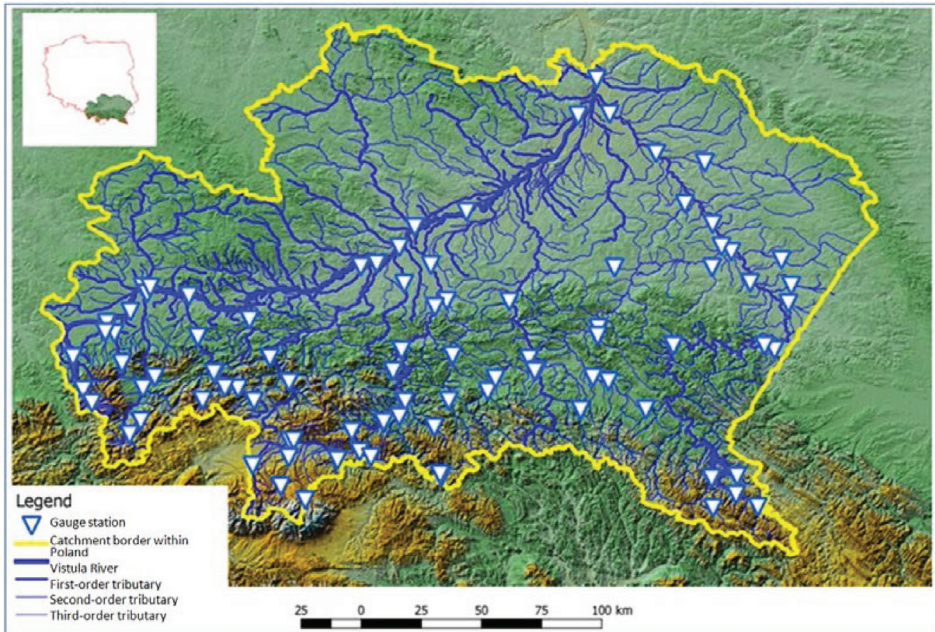 Legend
Gauge station
Catchment border within
Poland
Vistula River
First-order tributary
Second-order tributary
Third-order tributary
25 0 25 50 75 100 km